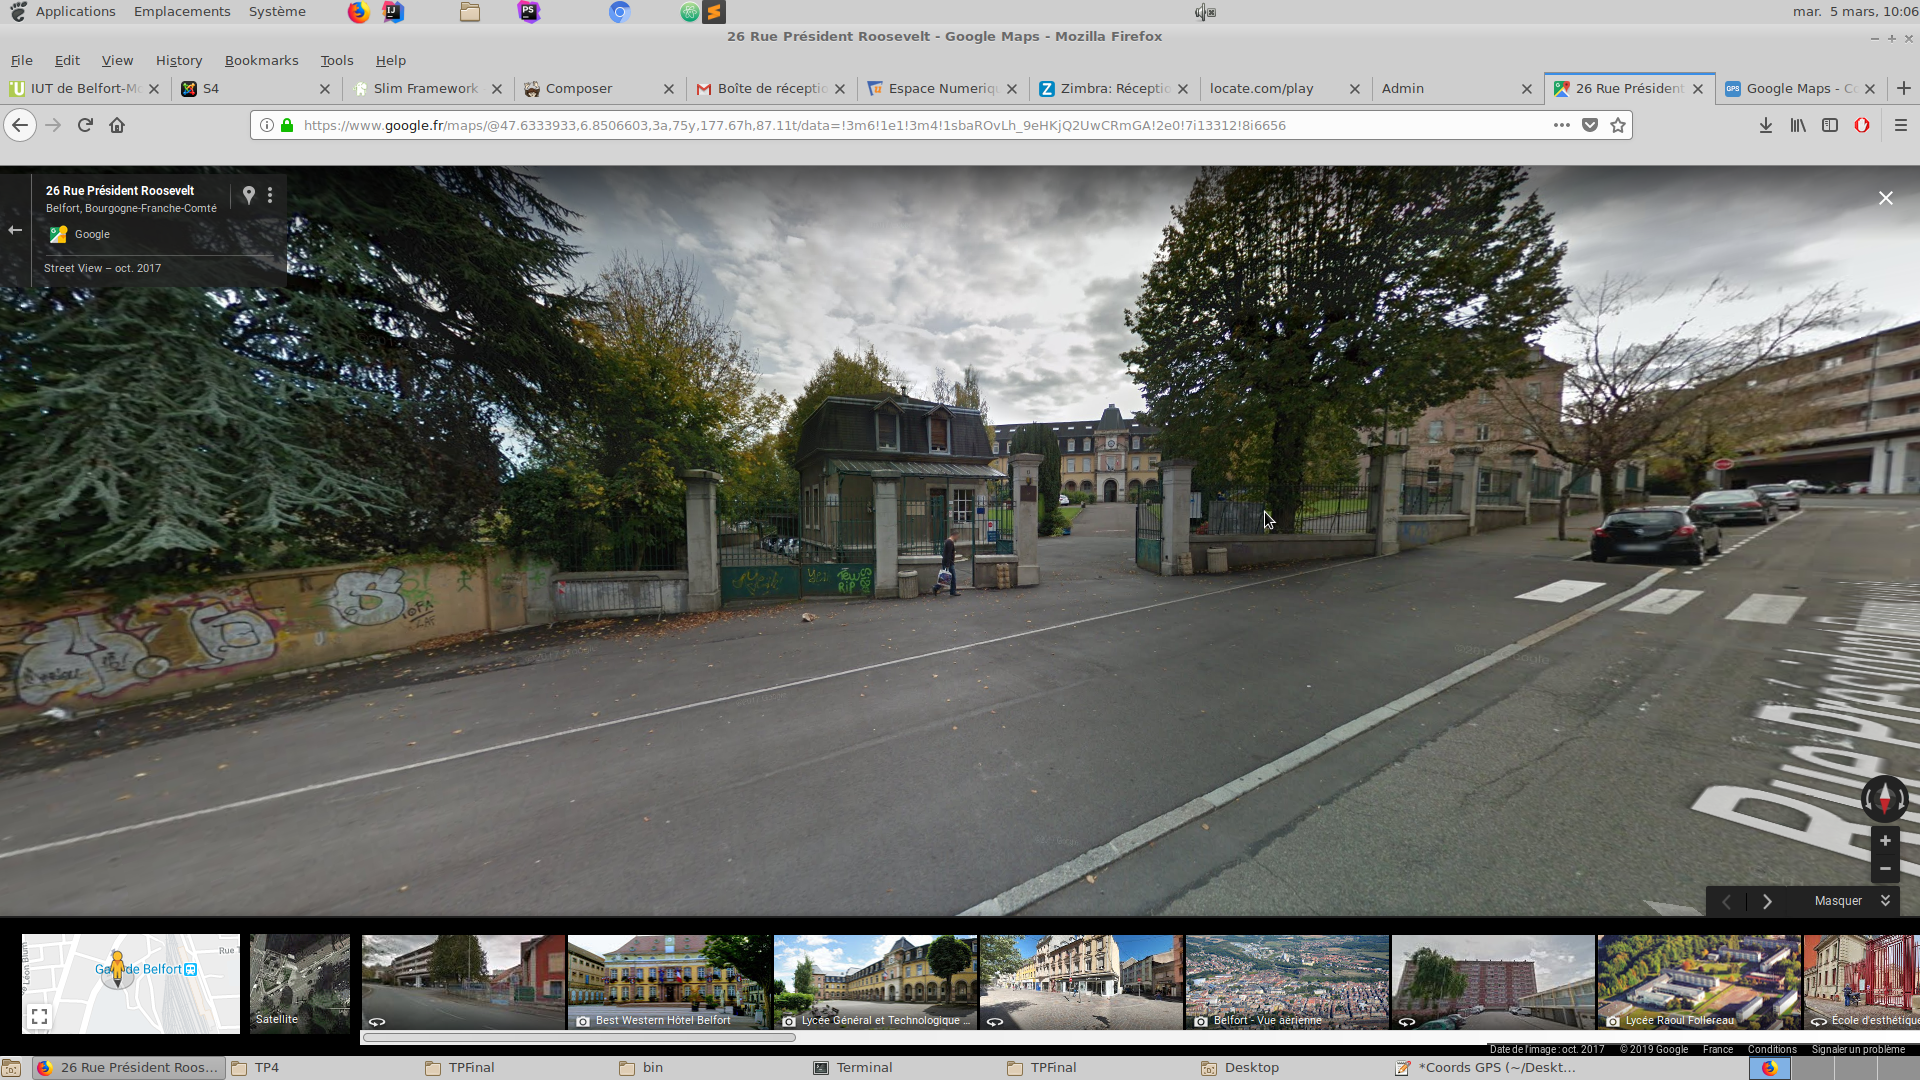 Applications Emplacements Système
mar. 5 mars, 10:06
26 Rue Président Roosevelt - Google Maps - Mozilla Firefox
File Edit View History Bookmarks Tools Help
IUT de Belfort-Mo
S4
Slim Framework
Composer
Boîte de réceptio
Espace Numeriq
Zimbra: Réceptio
locate.com/play
Admin
26 Rue Président
Google Maps - Co
https://www.google.fr/maps/@47.6333933,6.8506603,3a,75y,177.67h,87.11t/data=!3m6!1e1!3m4!1sbaROvLh_9eHKjQ2UwCRmGA!2e0!7i13312!8i6656
26 Rue Président Roosevelt
Belfort, Bourgogne-Franche-Comté
Google
Street View – oct. 2017
TEW
RIP
Masquer
Gare de Belfort
Satellite
Best Western Hôtel Belfort
Lycée Général et Technologique ...
Belfort - Vue aérienne
Lycée Raoul Follereau
École d'esthétique
Date de l'image : oct. 2017 © 2019 Google France Conditions Signaler un problème
26 Rue Président Roos...
TP4
TPFinal
bin
Terminal
TPFinal
Desktop
*Coords GPS (~/Deskt...